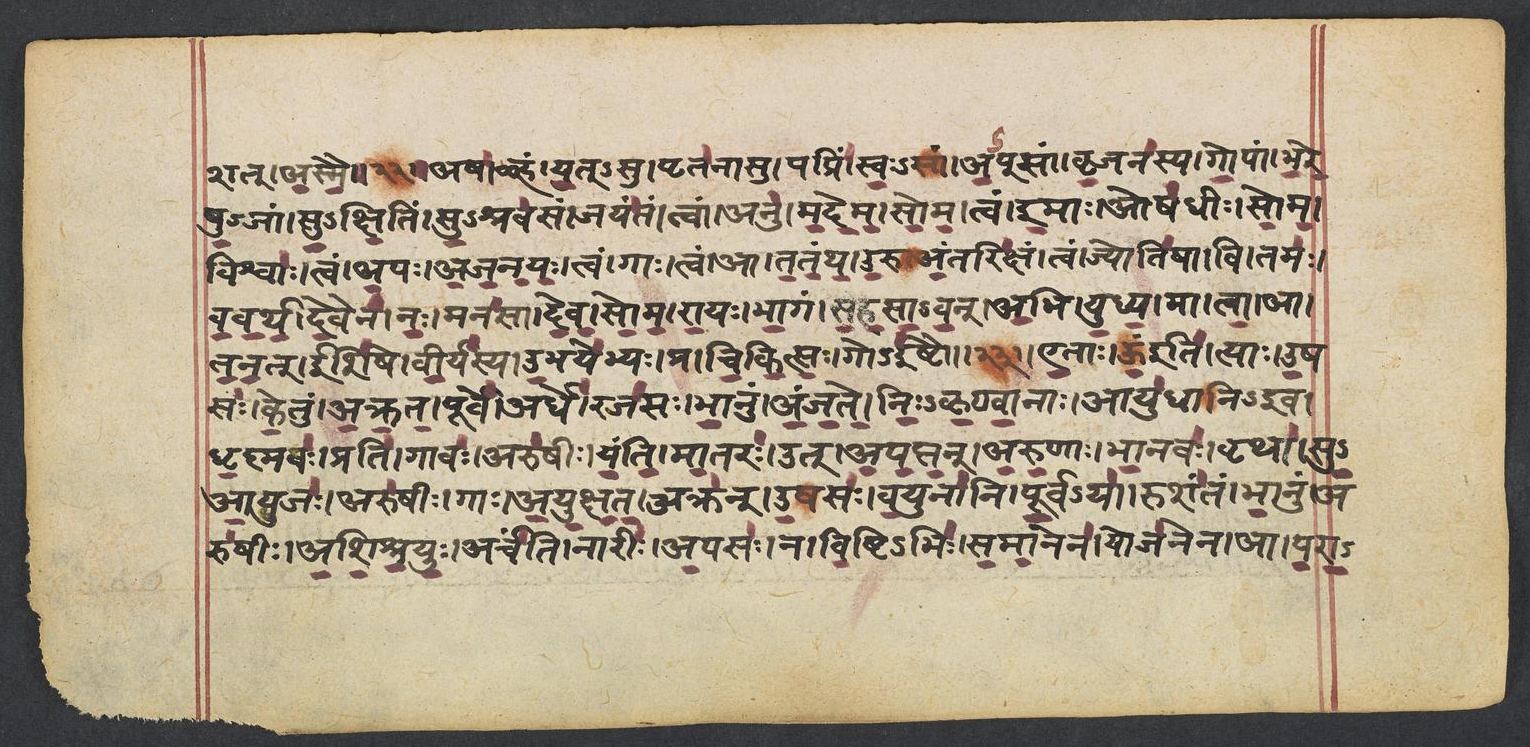 शत् । अस्मै ॥ २२ । अषाळ्हं । युत्ऽसु । पृतनासु । पप्रिं । स्वःऽसां । अप्सां । वृजनस्य । गोपां । भरे
षुऽजां । सुऽक्षितिं । सुऽश्रवसं । जयंतं । त्वां । अनु । मदेम । सोम । त्वं । इमाः । ओषधीः । सोम ।
विश्वाः । त्वं । अपः । अजनयः । त्वं । गाः । त्वं । आ । ततंथ । उरु । अंतरिक्षं । त्वं । ज्योतिषा । वि । तमः ।
ववर्थ । देवेन । नः । मनसा । देव । सोम । रायः । भागं । सहसाऽवन् । अभि । युध्य । मा । त्वा । आ ।
तनत् । ईशिषे । वीर्यस्य । उभयेभ्यः । प्र । चिकित्सः । गोऽइष्टौ ॥ २३ । एताः । ऊं इति । त्याः । उष
सः । केतुं । अक्रत । पूर्वे । अर्धे । रजसः । भानुं । अंजते । निःऽकृण्वानाः । आयुधानिऽइव ।
धृष्णवः । प्रति । गावः । अरुषीः । यंति । मातरः । उत् । अपप्तन् । अरुणाः । भानवः । वृथा । सुऽ
आयुजः । अरुषीः । गाः । अयुक्षत । अक्रन् । उषसः । वयुनानि । पूर्वऽथा । रुशंतं । भानुं । अ
रुषीः । अशिश्रयुः । अर्चंति । नारीः । अपसः । न । विष्टिऽभिः । समानेन । योजनेन । आ । पराऽ